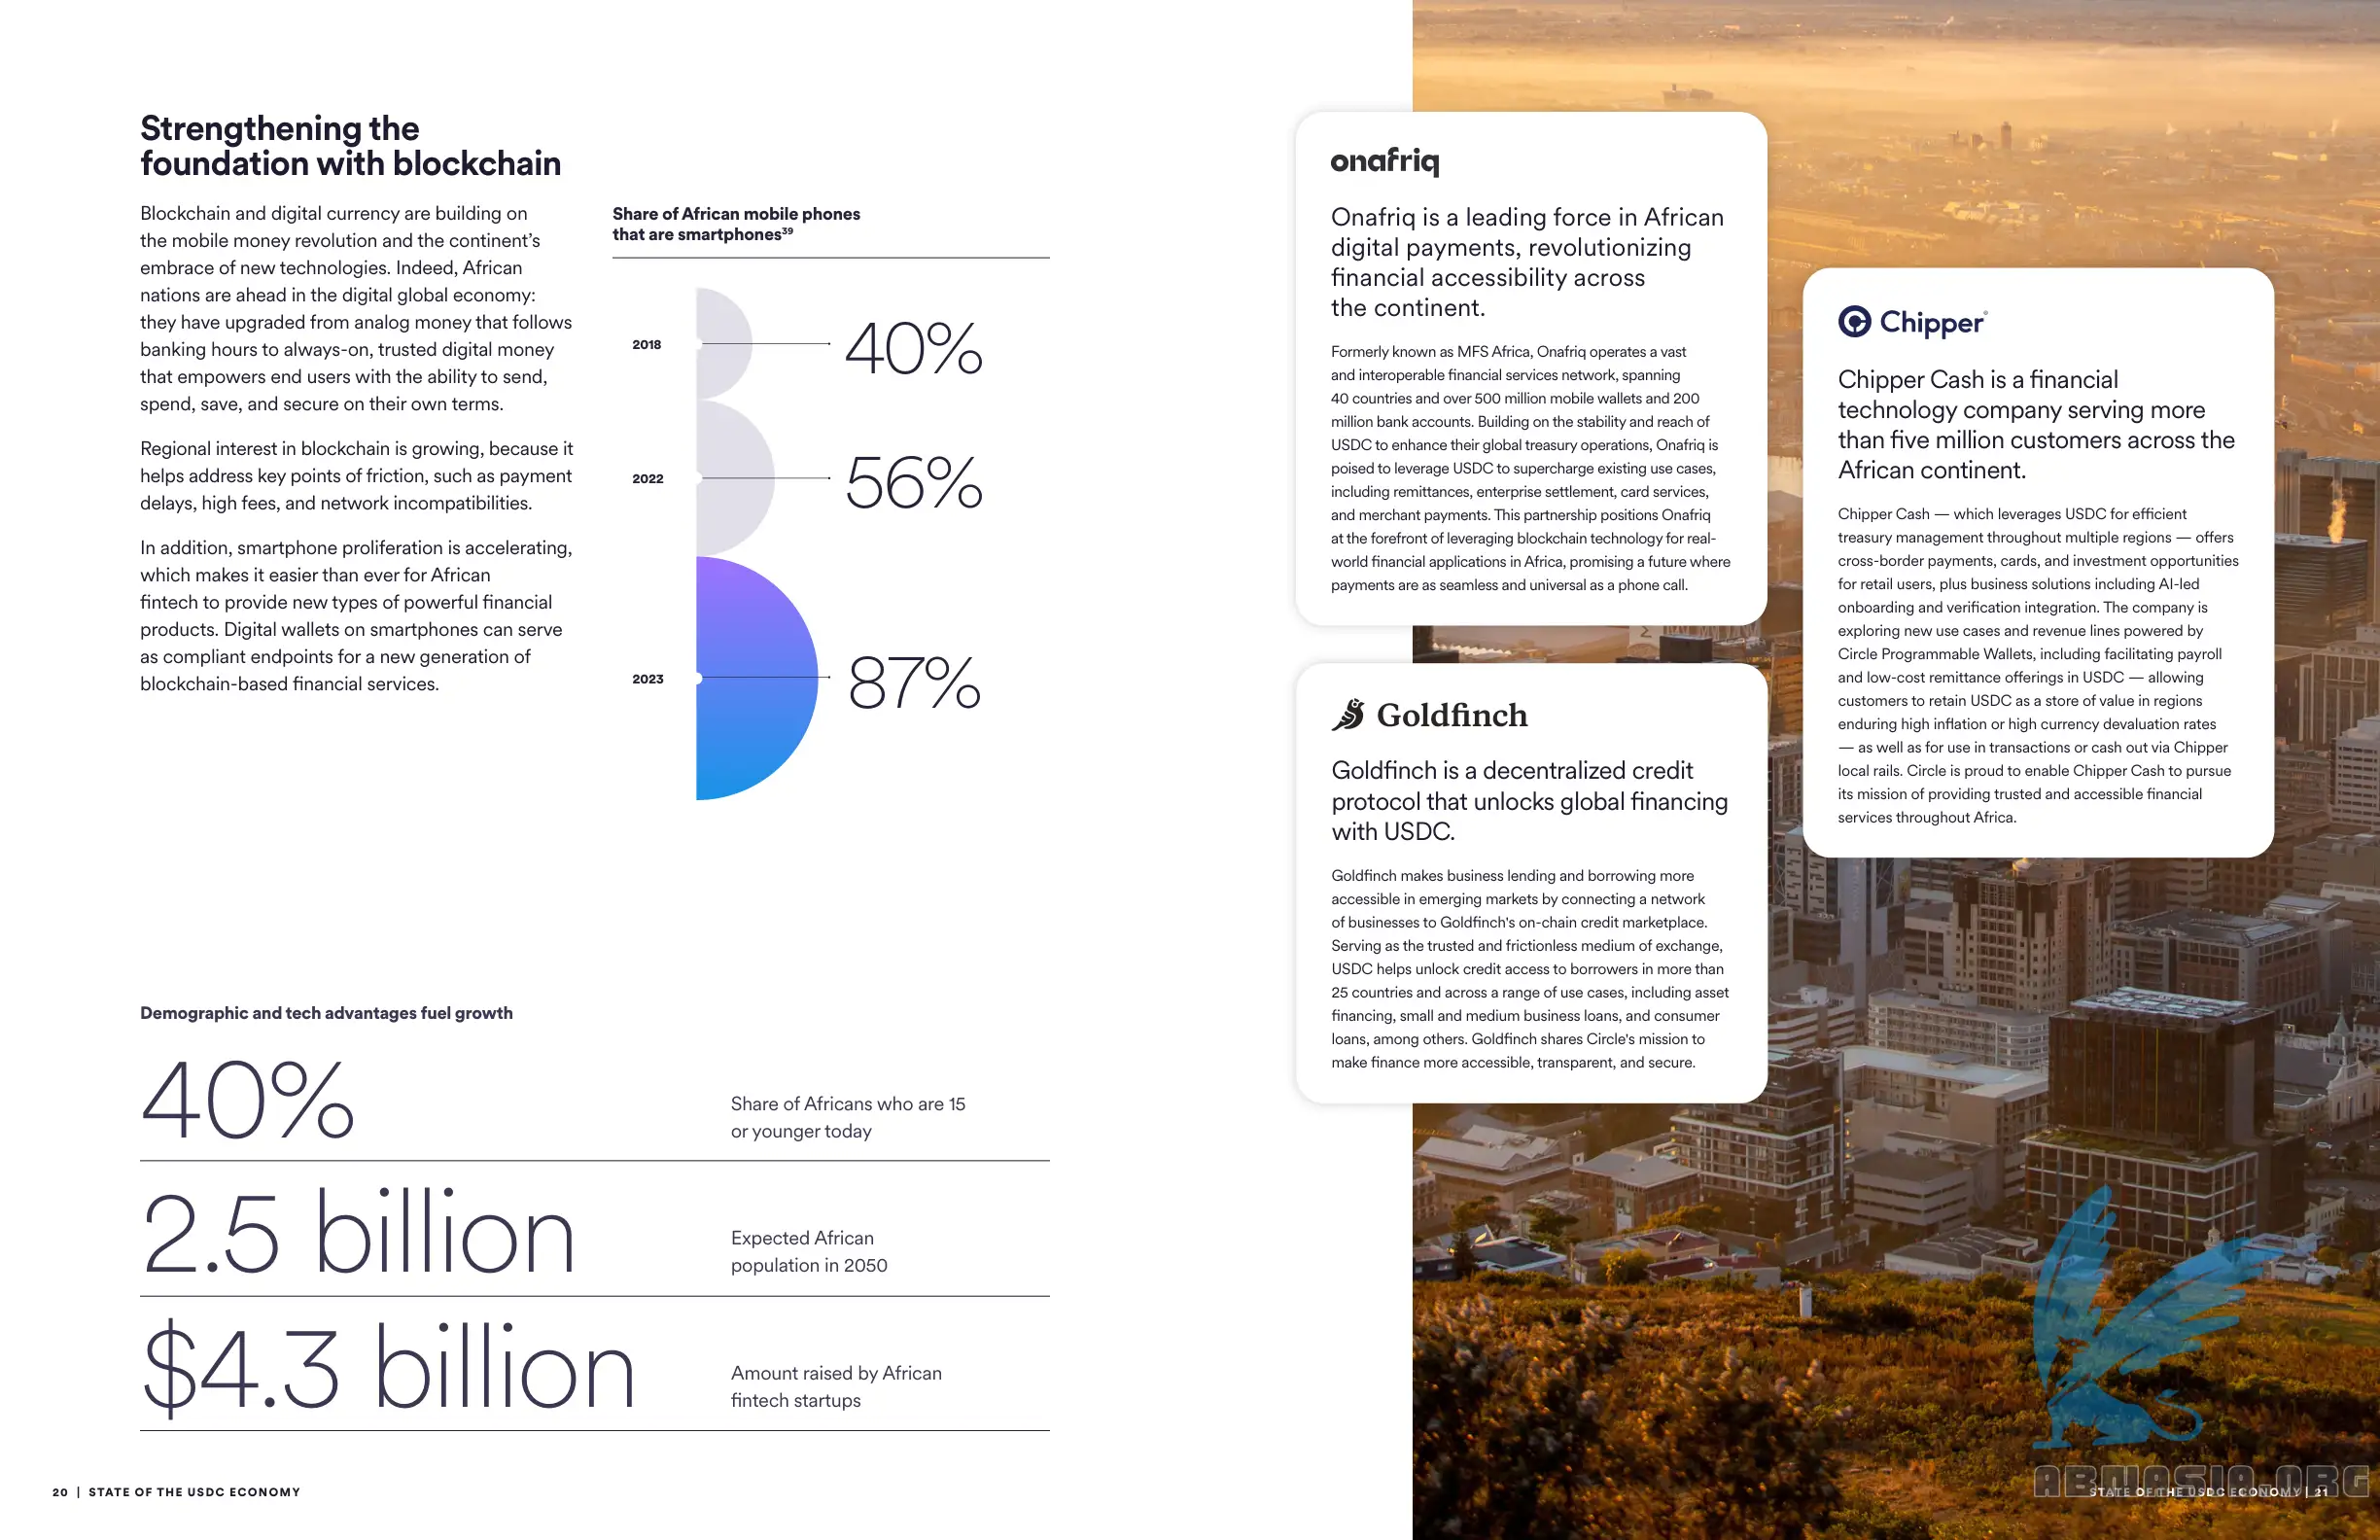 Strengthening the
foundation with blockchain
Blockchain and digital currency are building on
the mobile money revolution and the continent’s
embrace of new technologies. Indeed, African
nations are ahead in the digital global economy:
they have upgraded from analog money that follows
banking hours to always-on, trusted digital money
that empowers end users with the ability to send,
spend, save, and secure on their own terms.
Regional interest in blockchain is growing, because it
helps address key points of friction, such as payment
delays, high fees, and network incompatibilities.
In addition, smartphone proliferation is accelerating,
which makes it easier than ever for African
fintech to provide new types of powerful financial
products. Digital wallets on smartphones can serve
as compliant endpoints for a new generation of
blockchain-based financial services.
Share of African mobile phones
that are smartphones³⁹
2018
40%
2022
56%
2023
87%
Demographic and tech advantages fuel growth
40%
Share of Africans who are 15
or younger today
2.5 billion
Expected African
population in 2050
$4.3 billion
Amount raised by African
fintech startups
20 | STATE OF THE USDC ECONOMY
onafriq
Onafriq is a leading force in African
digital payments, revolutionizing
financial accessibility across
the continent.
Formerly known as MFS Africa, Onafriq operates a vast
and interoperable financial services network, spanning
40 countries and over 500 million mobile wallets and 200
million bank accounts. Building on the stability and reach of
USDC to enhance their global treasury operations, Onafriq is
poised to leverage USDC to supercharge existing use cases,
including remittances, enterprise settlement, card services,
and merchant payments. This partnership positions Onafriq
at the forefront of leveraging blockchain technology for real-
world financial applications in Africa, promising a future where
payments are as seamless and universal as a phone call.
Goldfinch
Goldfinch is a decentralized credit
protocol that unlocks global financing
with USDC.
Goldfinch makes business lending and borrowing more
accessible in emerging markets by connecting a network
of businesses to Goldfinch's on-chain credit marketplace.
Serving as the trusted and frictionless medium of exchange,
USDC helps unlock credit access to borrowers in more than
25 countries and across a range of use cases, including asset
financing, small and medium business loans, and consumer
loans, among others. Goldfinch shares Circle's mission to
make finance more accessible, transparent, and secure.
Chipper
Chipper Cash is a financial
technology company serving more
than five million customers across the
African continent.
Chipper Cash — which leverages USDC for efficient
treasury management throughout multiple regions — offers
cross-border payments, cards, and investment opportunities
for retail users, plus business solutions including AI-led
onboarding and verification integration. The company is
exploring new use cases and revenue lines powered by
Circle Programmable Wallets, including facilitating payroll
and low-cost remittance offerings in USDC — allowing
customers to retain USDC as a store of value in regions
enduring high inflation or high currency devaluation rates
— as well as for use in transactions or cash out via Chipper
local rails. Circle is proud to enable Chipper Cash to pursue
its mission of providing trusted and accessible financial
services throughout Africa.
ABNASIA.ORG
STATE OF THE USDC ECONOMY | 21